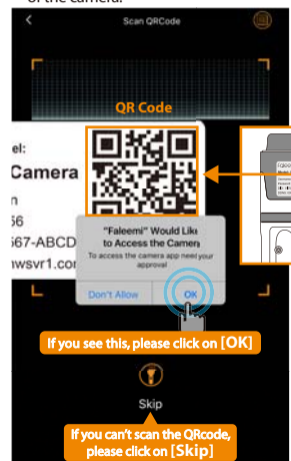 of the camera.
Scan QRCode
QR Code
el:
Camera
n
56
567-ABCD
wsvr1.com
"Faleemi" Would Like
to Access the Camera
To access the camera app need your
approval
Don't Allow
OK
If you see this, please click on [OK]
Skip
If you can't scan the QRcode,
please click on [Skip]